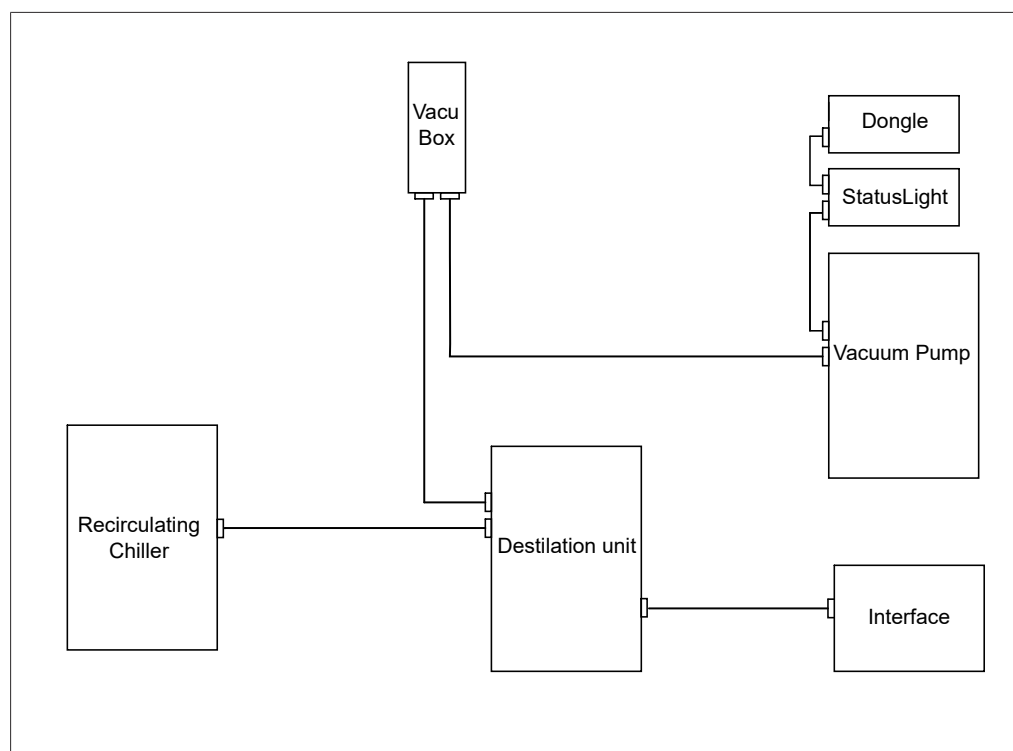 Vacu
Box
Dongle
StatusLight
Vacuum Pump
Recirculating
Chiller
Destilation unit
Interface